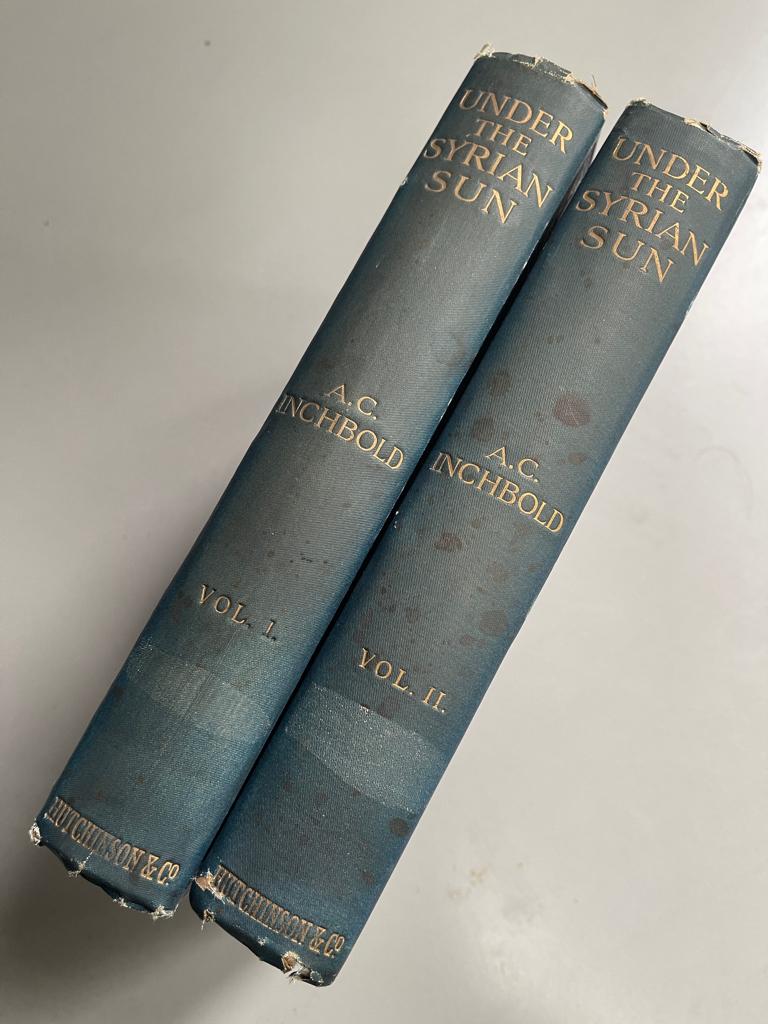 UNDER
THE
SYRIAN
SUN
A.C.
INCHBOLD
VOL. I.
HUTCHINSON & Cº
UNDER
THE
SYRIAN
SUN
A.C.
INCHBOLD
VOL. II.
HUTCHINSON & Cº